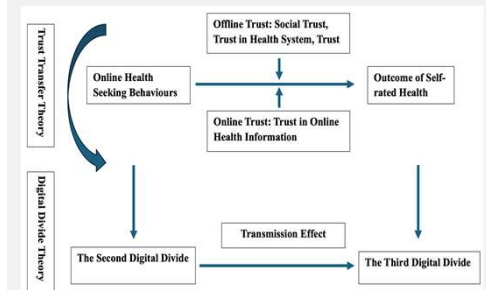 Trust Transfer Theory
Offline Trust: Social Trust,
Trust in Health System, Trust
Online Health
Seeking Behaviours
Outcome of Self-
rated Health
Online Trust: Trust in Online
Health Information
Digital Divide Theory
Transmission Effect
The Second Digital Divide
The Third Digital Divide